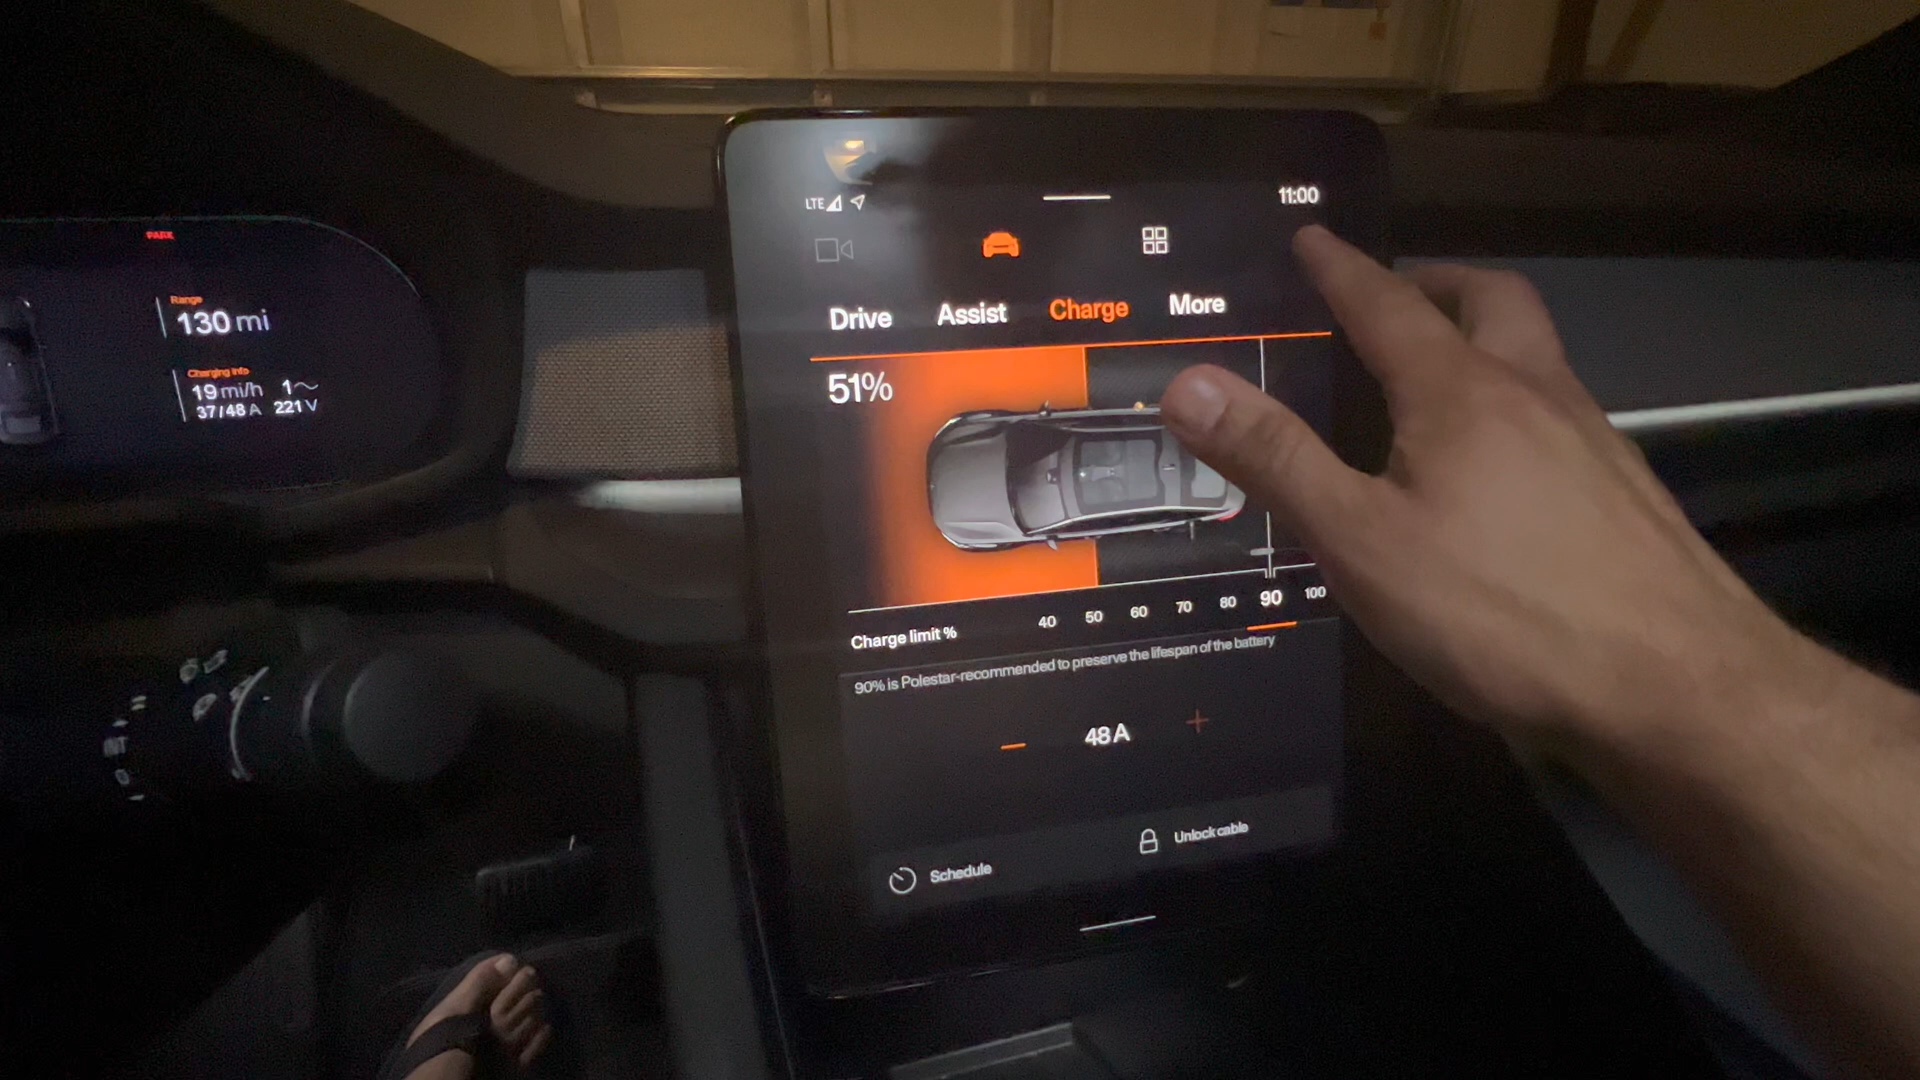 PARK
Range
130 mi
Charging info
19 mi/h 1~
37/48 A 221 V
INT
0
LTE
11:00
Drive Assist Charge More
51%
Charge limit % 40 50 60 70 80 90 100
90% is Polestar-recommended to preserve the lifespan of the battery
− 48 A +
Schedule
Unlock cable